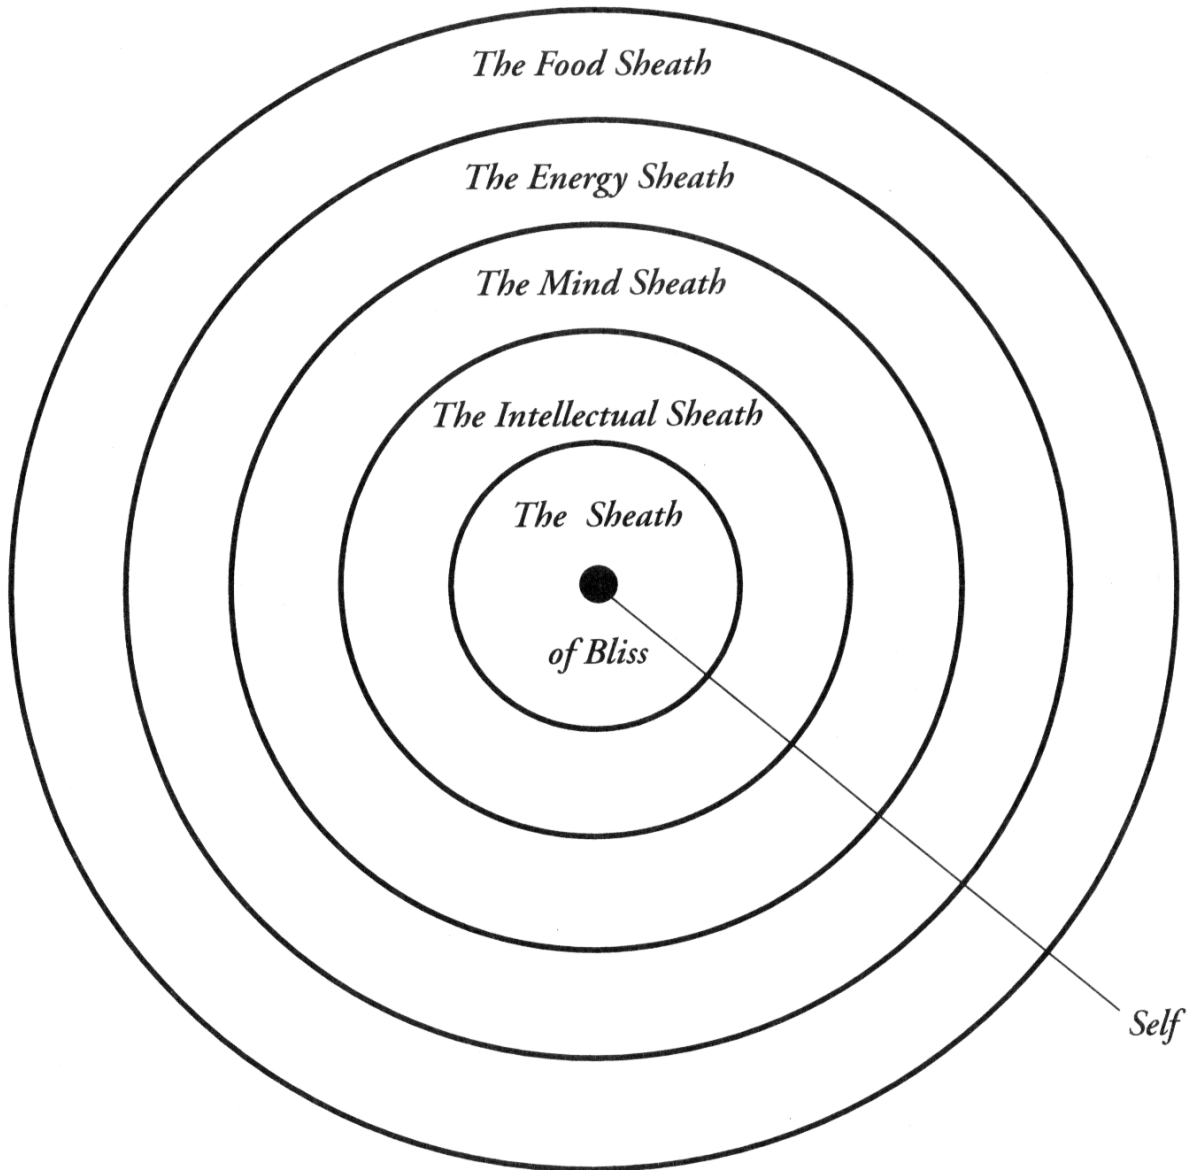 The Food Sheath
The Energy Sheath
The Mind Sheath
The Intellectual Sheath
The Sheath
of Bliss
Self